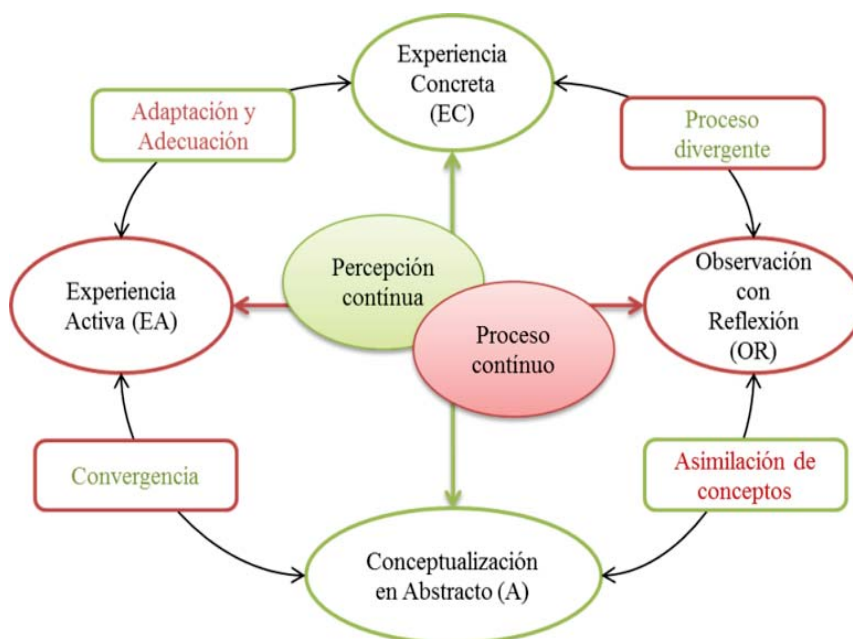 Experiencia
Concreta
(EC)
Adaptación y
Adecuación
Proceso
divergente
Percepción
contínua
Experiencia
Activa (EA)
Observación
con
Reflexión
(OR)
Proceso
contínuo
Convergencia
Asimilación de
conceptos
Conceptualización
en Abstracto (A)